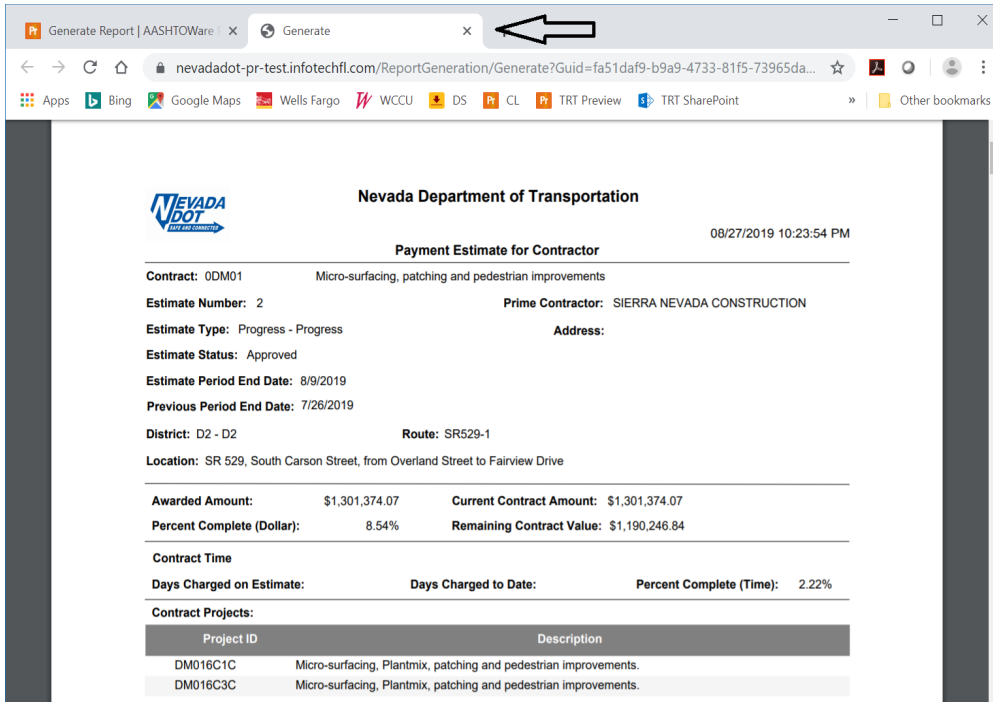 Generate Report | AASHTOWare
Generate
nevadadot-pr-test.infotechfl.com/ReportGeneration/Generate?Guid=fa51daf9-b9a9-4733-81f5-73965da...
Apps Bing Google Maps Wells Fargo WCCU DS Pr CL Pr TRT Preview TRT SharePoint » Other bookmarks
NEVADA
DOT
SAFE AND CONNECTED
Nevada Department of Transportation
08/27/2019 10:23:54 PM
Payment Estimate for Contractor
Contract: 0DM01 Micro-surfacing, patching and pedestrian improvements
Estimate Number: 2 Prime Contractor: SIERRA NEVADA CONSTRUCTION
Estimate Type: Progress - Progress Address:
Estimate Status: Approved
Estimate Period End Date: 8/9/2019
Previous Period End Date: 7/26/2019
District: D2 - D2 Route: SR529-1
Location: SR 529, South Carson Street, from Overland Street to Fairview Drive
Awarded Amount: $1,301,374.07 Current Contract Amount: $1,301,374.07
Percent Complete (Dollar): 8.54% Remaining Contract Value: $1,190,246.84
Contract Time
Days Charged on Estimate: Days Charged to Date: Percent Complete (Time): 2.22%
Contract Projects:
Project ID Description
DM016C1C Micro-surfacing, Plantmix, patching and pedestrian improvements.
DM016C3C Micro-surfacing, Plantmix, patching and pedestrian improvements.